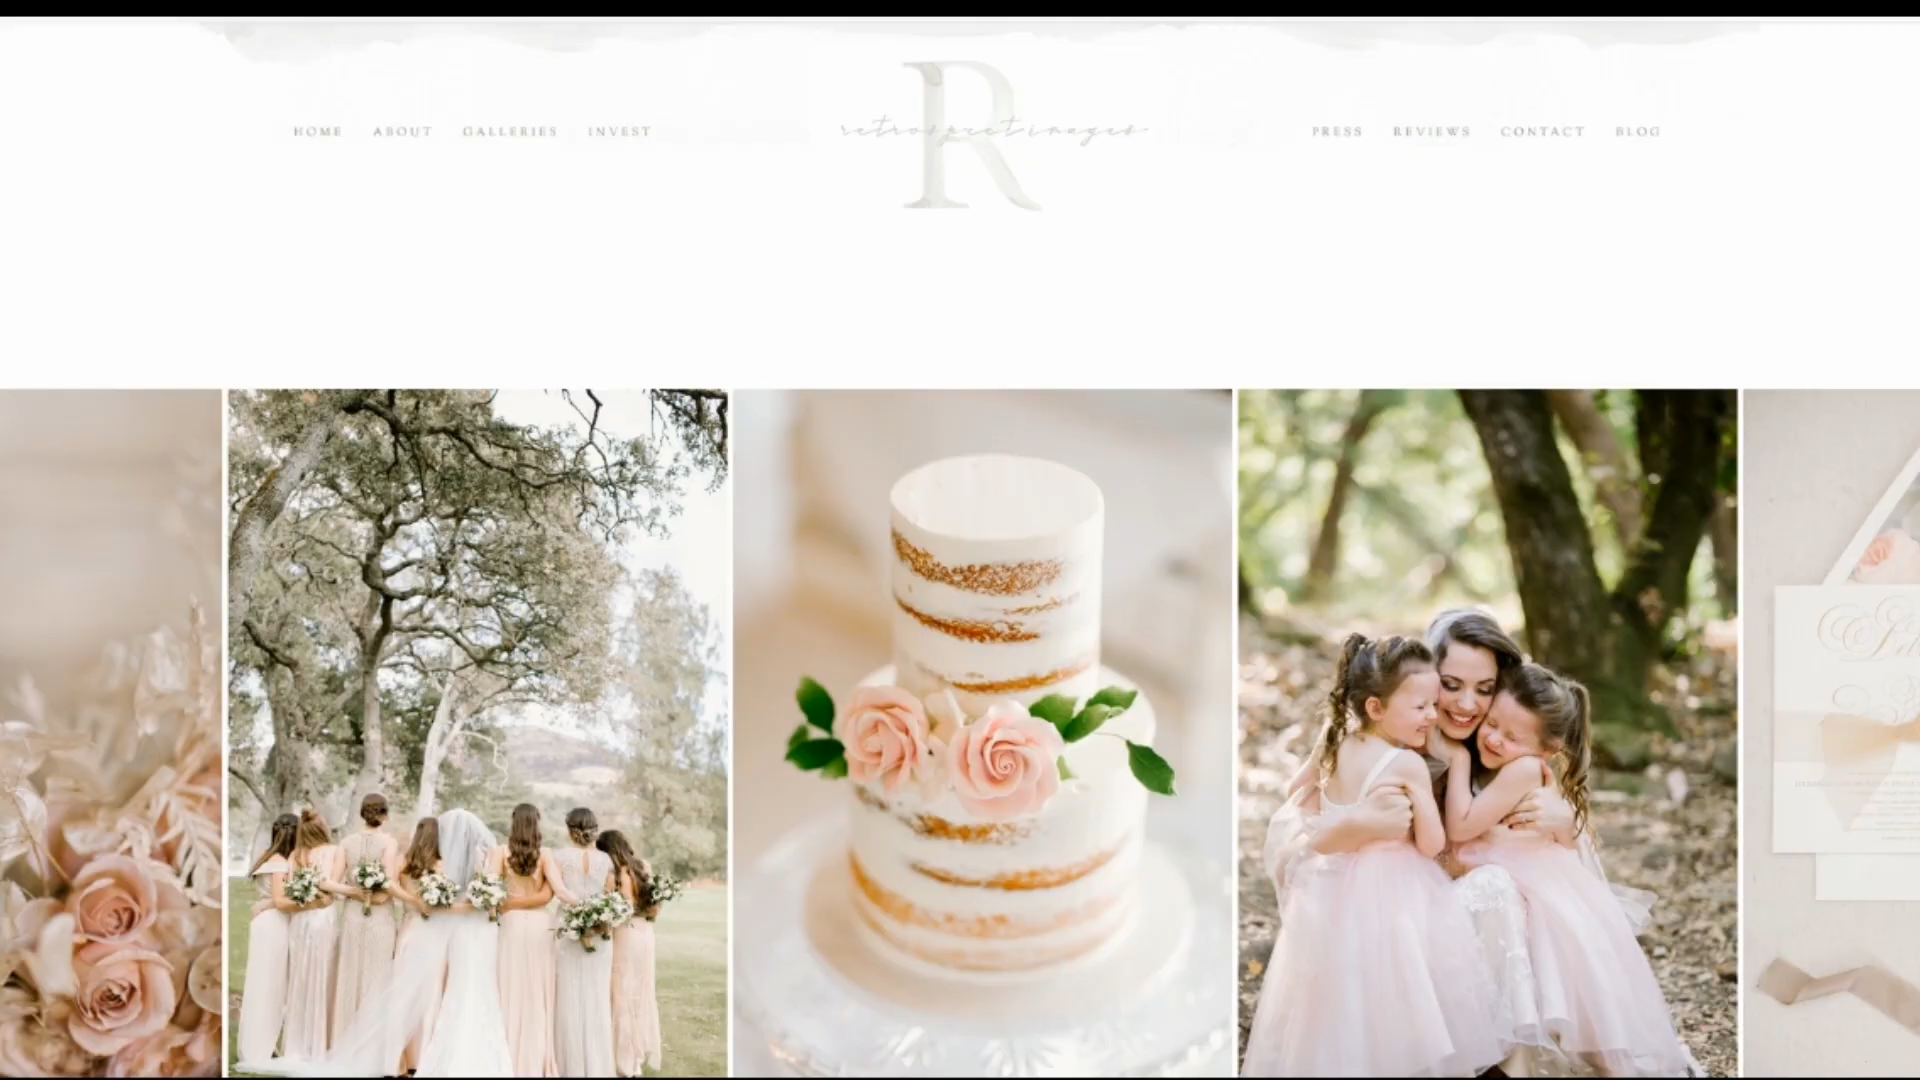 HOME ABOUT GALLERIES INVEST
R
retrospect images
PRESS REVIEWS CONTACT BLOG